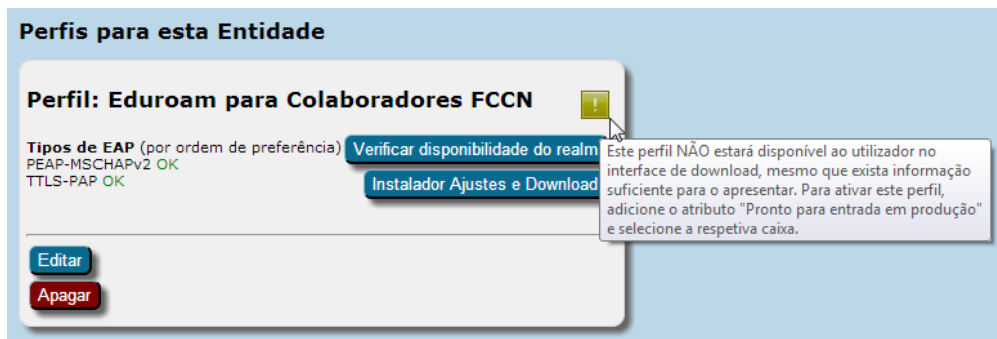 Perfis para esta Entidade
Perfil: Eduroam para Colaboradores FCCN
!
Tipos de EAP (por ordem de preferência)
PEAP-MSCHAPv2 OK
TTLS-PAP OK
Verificar disponibilidade do realm
Instalador Ajustes e Download
Este perfil NÃO estará disponível ao utilizador no
interface de download, mesmo que exista informação
suficiente para o apresentar. Para ativar este perfil,
adicione o atributo "Pronto para entrada em produção"
e selecione a respetiva caixa.
Editar
Apagar